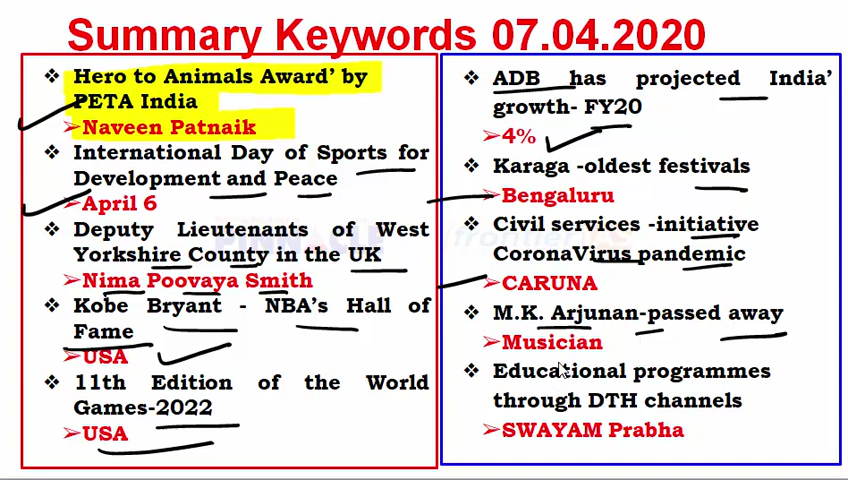 Summary Keywords 07.04.2020
❖ Hero to Animals Award' by
PETA India
➢Naveen Patnaik
❖ International Day of Sports for
Development and Peace
➢April 6
❖ Deputy Lieutenants of West
Yorkshire County in the UK
➢Nima Poovaya Smith
❖ Kobe Bryant - NBA's Hall of
Fame
➢USA
❖ 11th Edition of the World
Games-2022
➢USA
❖ ADB has projected India'
growth- FY20
➢4%
❖ Karaga -oldest festivals
➢Bengaluru
❖ Civil services -initiative
CoronaVirus pandemic
➢CARUNA
❖ M.K. Arjunan-passed away
➢Musician
❖ Educational programmes
through DTH channels
➢SWAYAM Prabha
PINNACLE